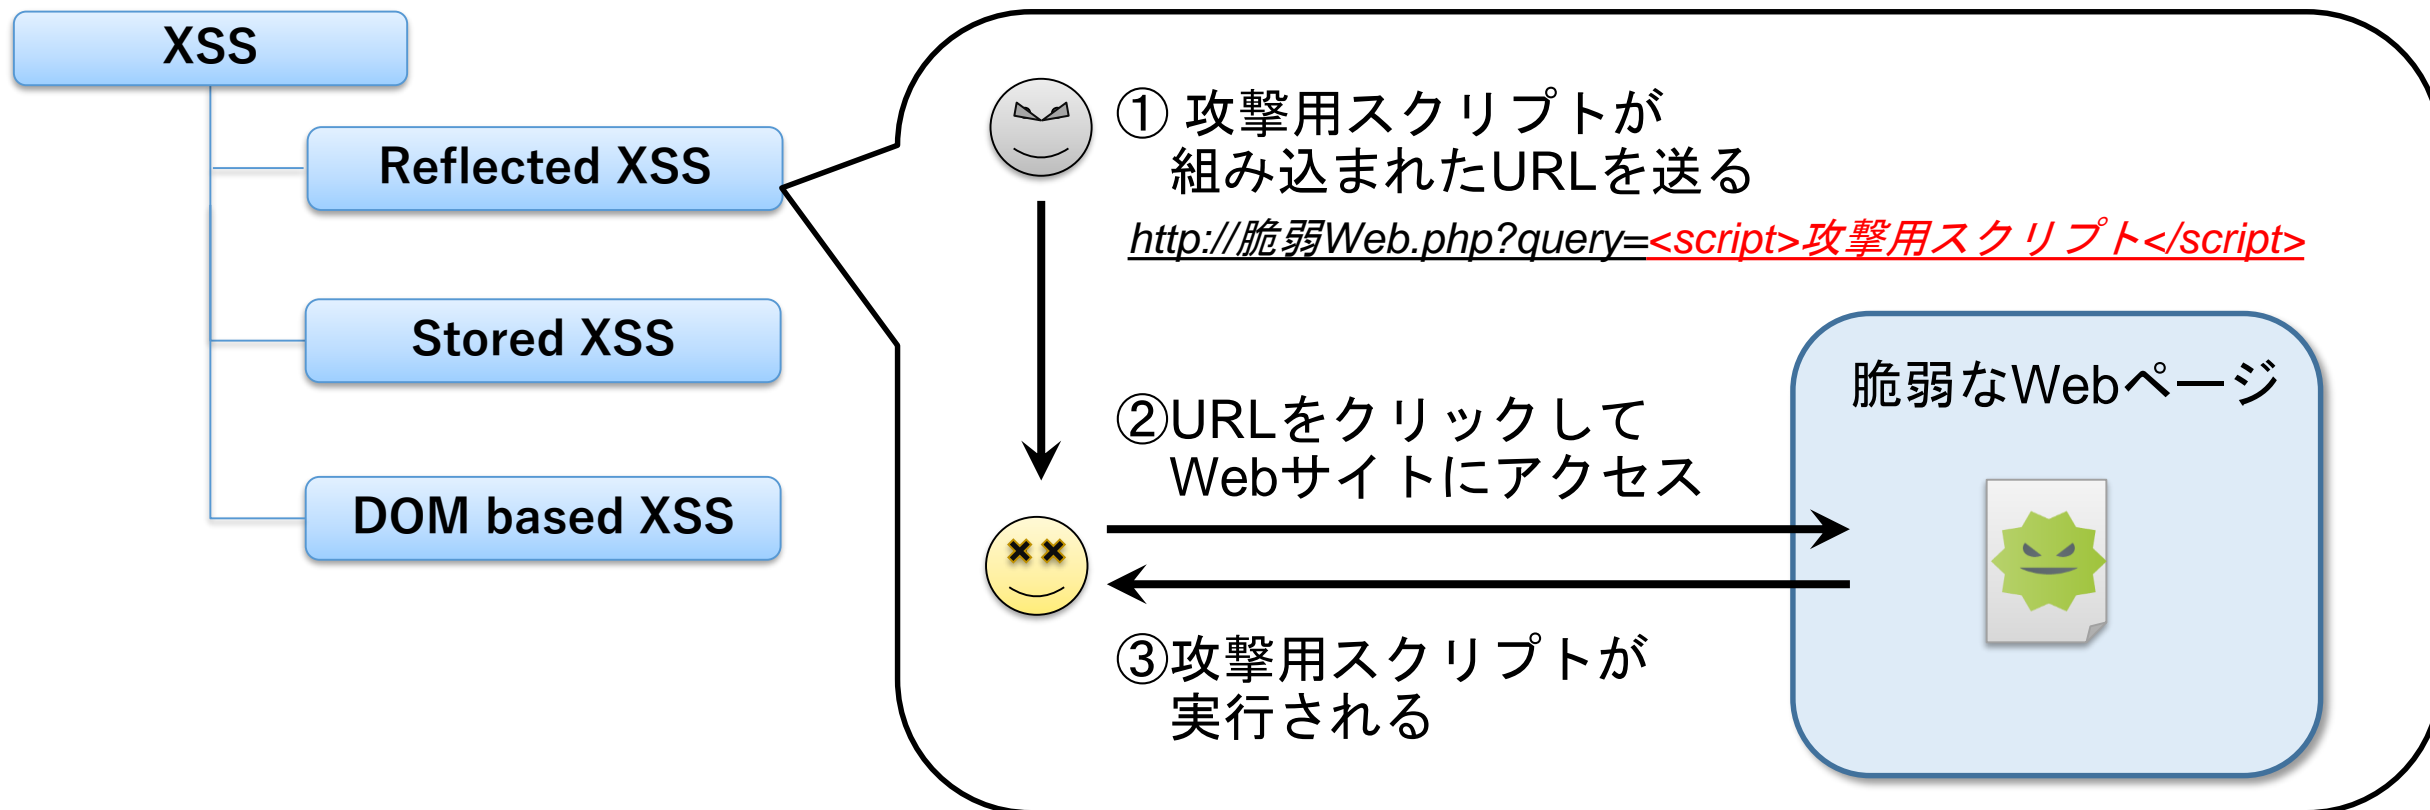 XSS
Reflected XSS
Stored XSS
DOM based XSS
① 攻撃用スクリプトが
組み込まれたURLを送る
http://脆弱Web.php?query=<script>攻撃用スクリプト</script>
②URLをクリックして
Webサイトにアクセス
③攻撃用スクリプトが
実行される
脆弱なWebページ